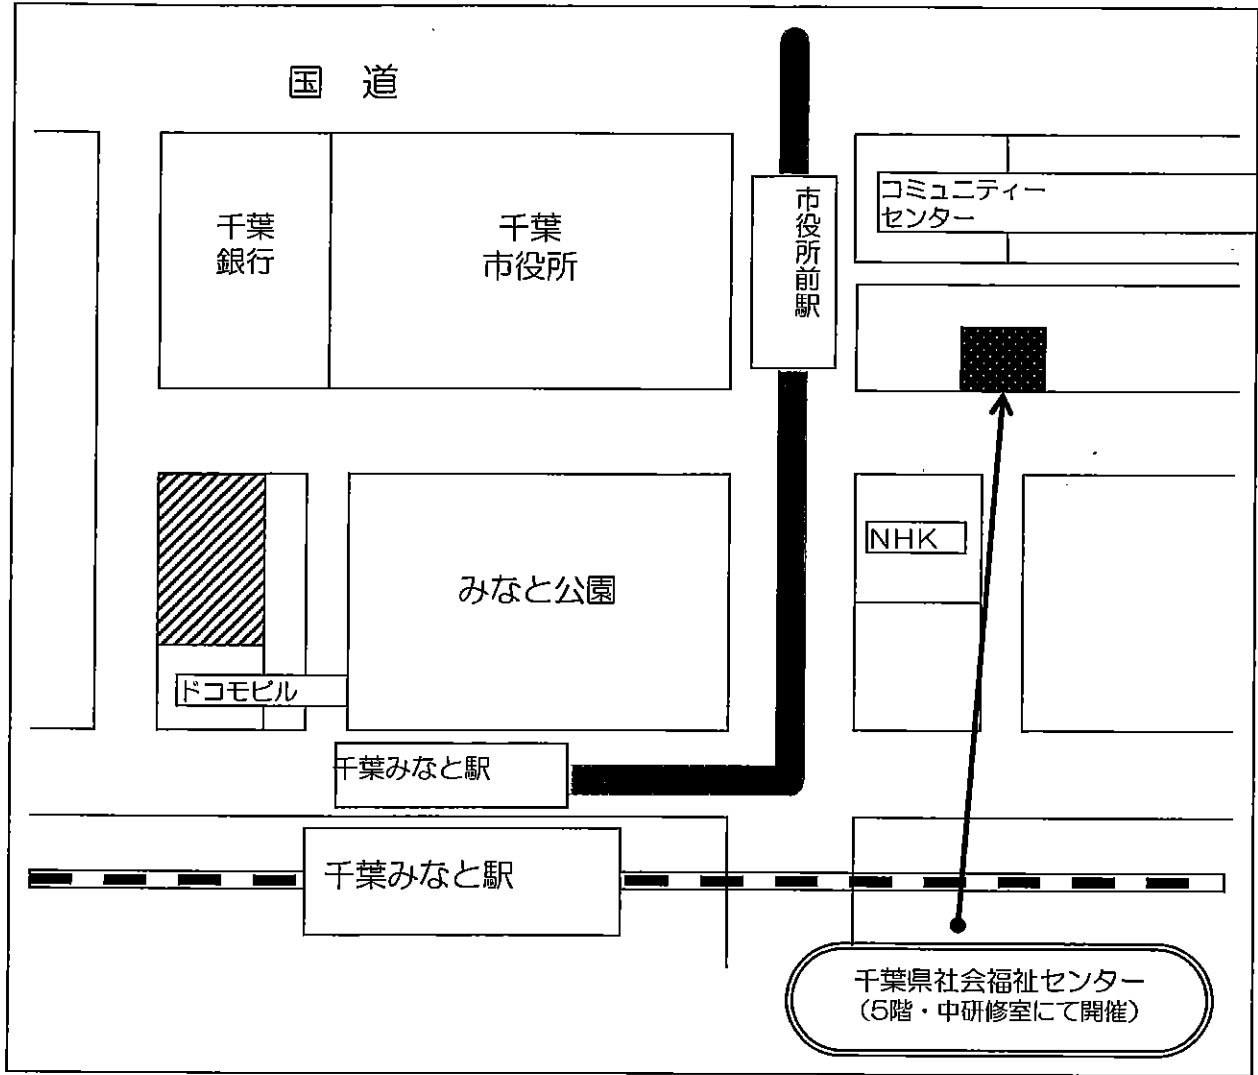 国 道
千葉
銀行
千葉
市役所
市役所前駅
コミュニティー
センター
NHK
みなと公園
ドコモビル
千葉みなと駅
千葉みなと駅
千葉県社会福祉センター
(5階・中研修室にて開催)